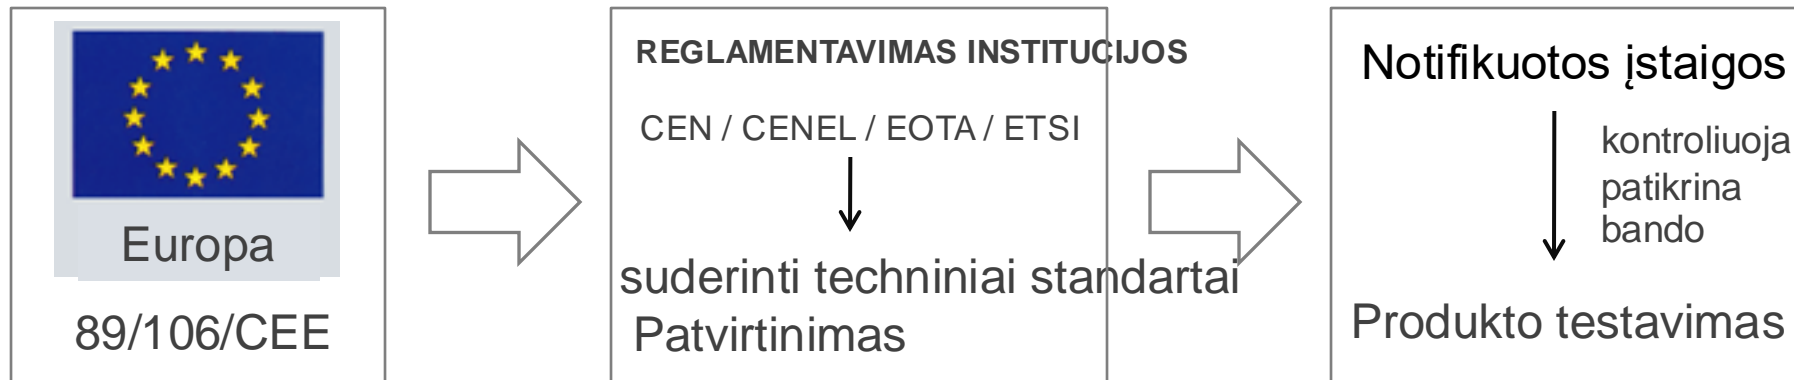 Europa
89/106/CEE
REGLAMENTAVIMAS INSTITUCIJOS
CEN / CENEL / EOTA / ETSI
suderinti techniniai standartai
Patvirtinimas
Notifikuotos įstaigos
kontroliuoja
patikrina
bando
Produkto testavimas